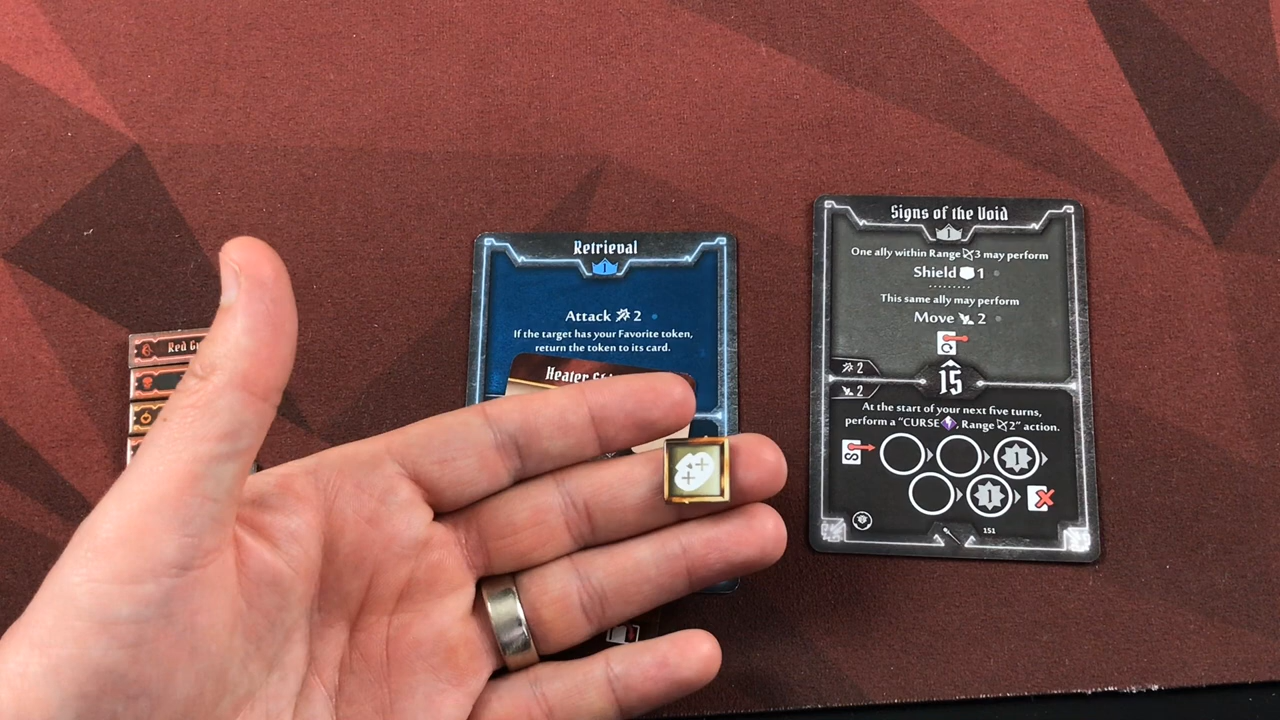 Red
Retrieval
1
Attack 2
If the target has your Favorite token,
return the token to its card.
Heater
Signs of the Void
1
One ally within Range 3 may perform
Shield 1
This same ally may perform
Move 2
2
15
2
At the start of your next five turns,
perform a "CURSE, Range 2" action.
S
1
1
151